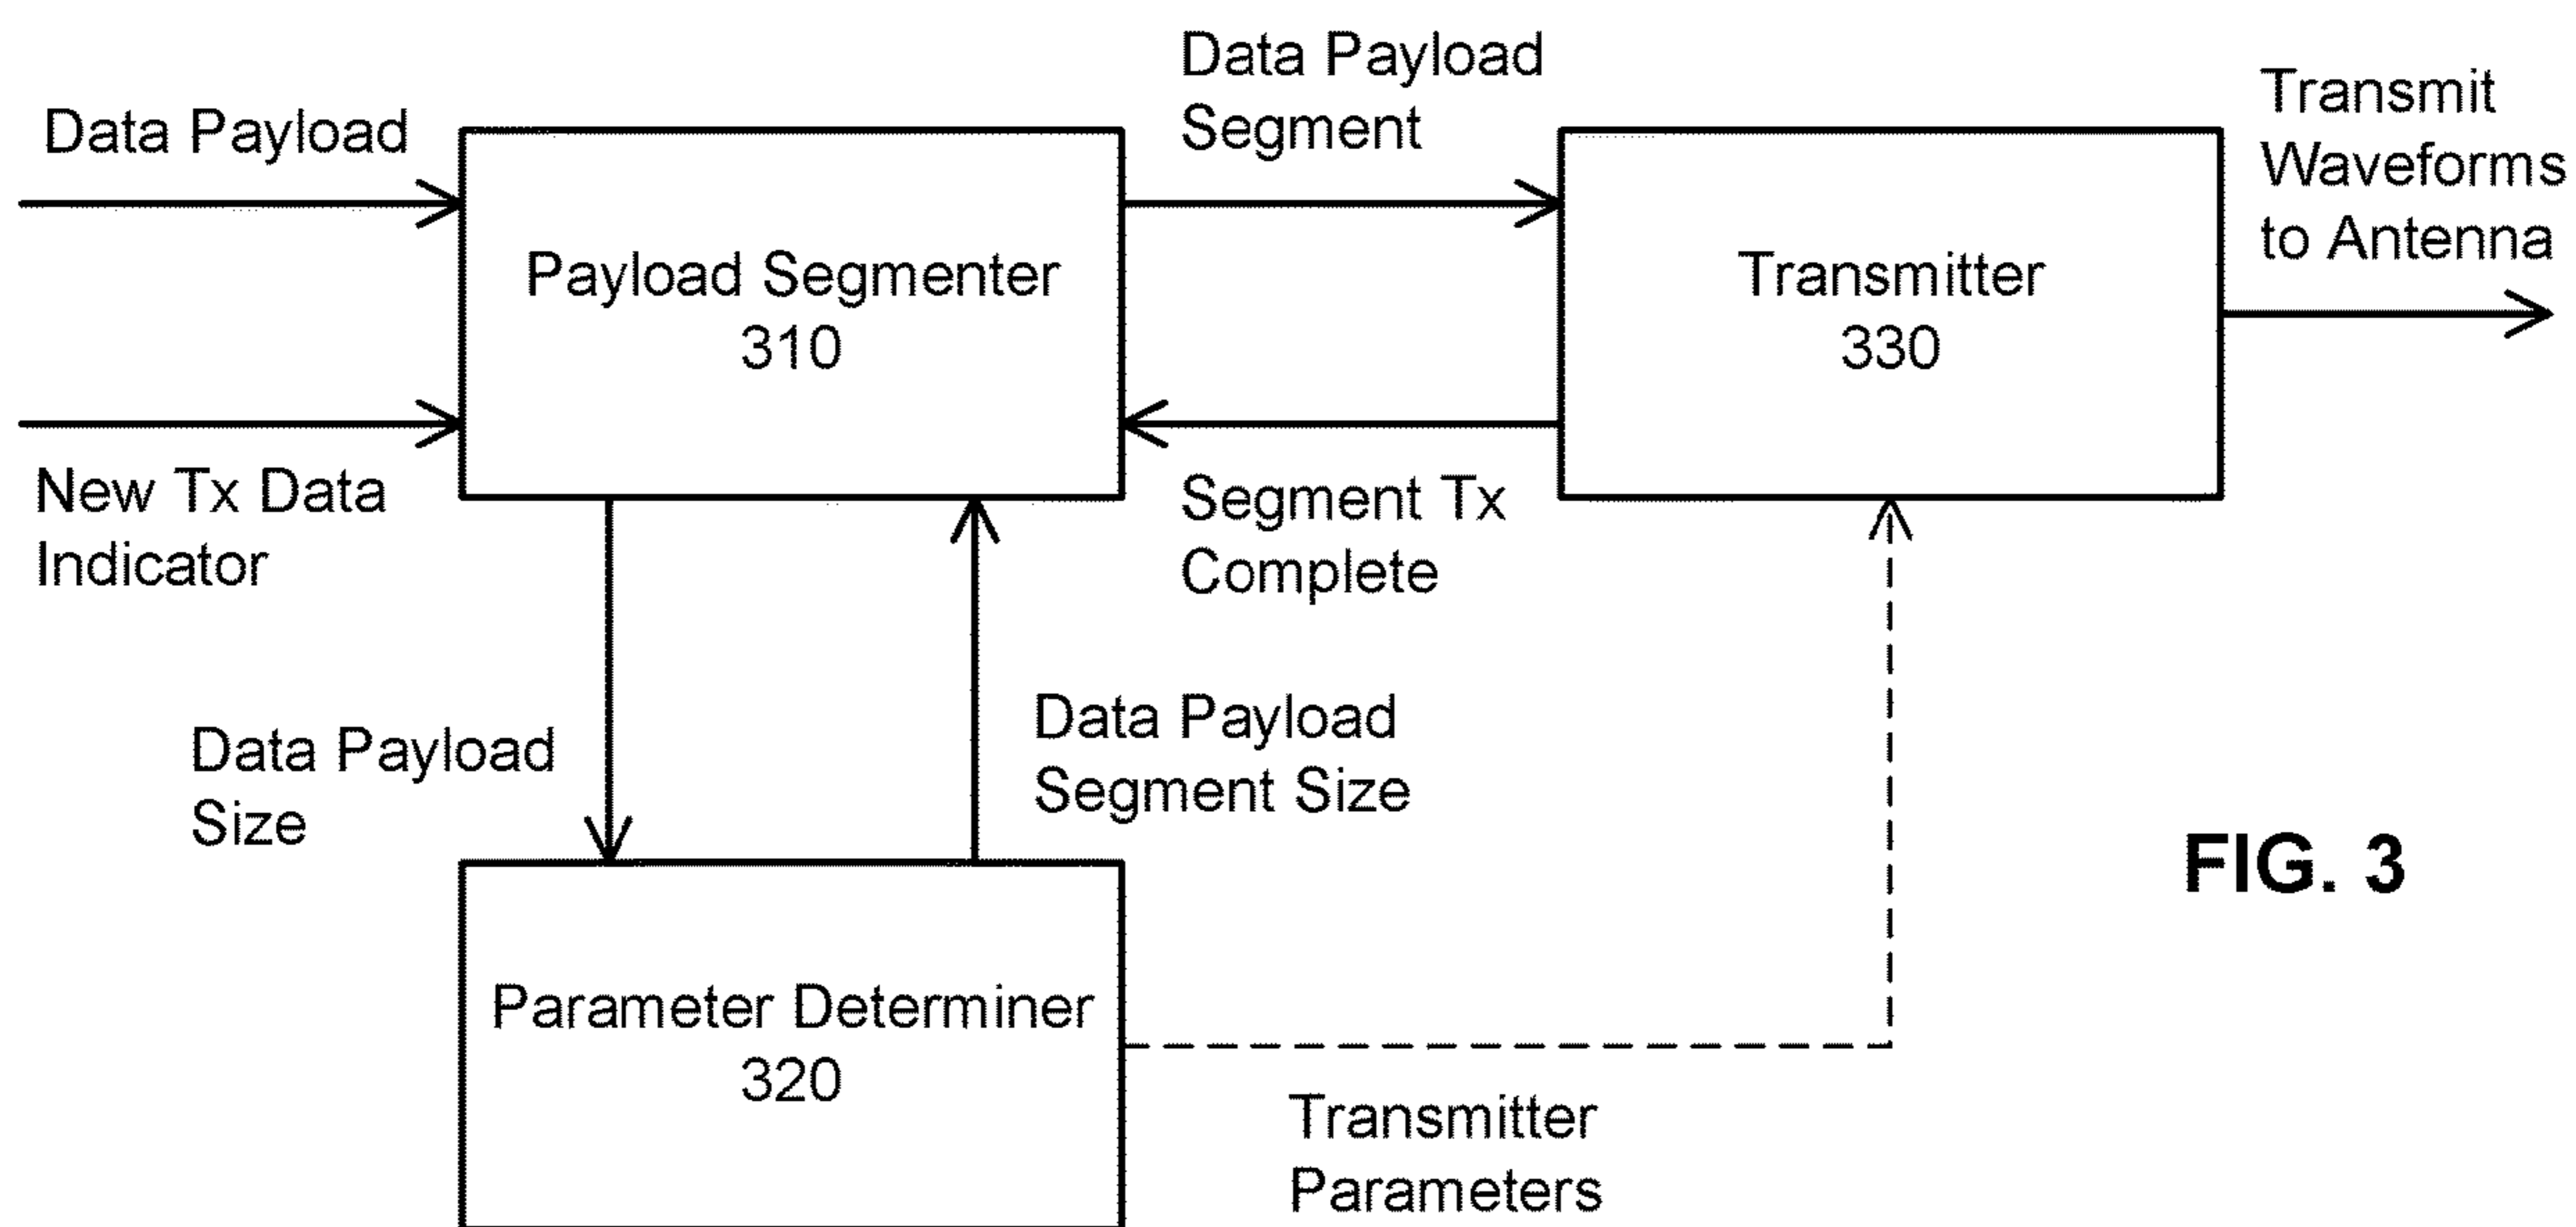 Data Payload
New Tx Data
Indicator
Payload Segmenter
310
Data Payload
Segment
Segment Tx
Complete
Transmitter
330
Transmit
Waveforms
to Antenna
Data Payload
Size
Data Payload
Segment Size
Parameter Determiner
320
Transmitter
Parameters
FIG. 3